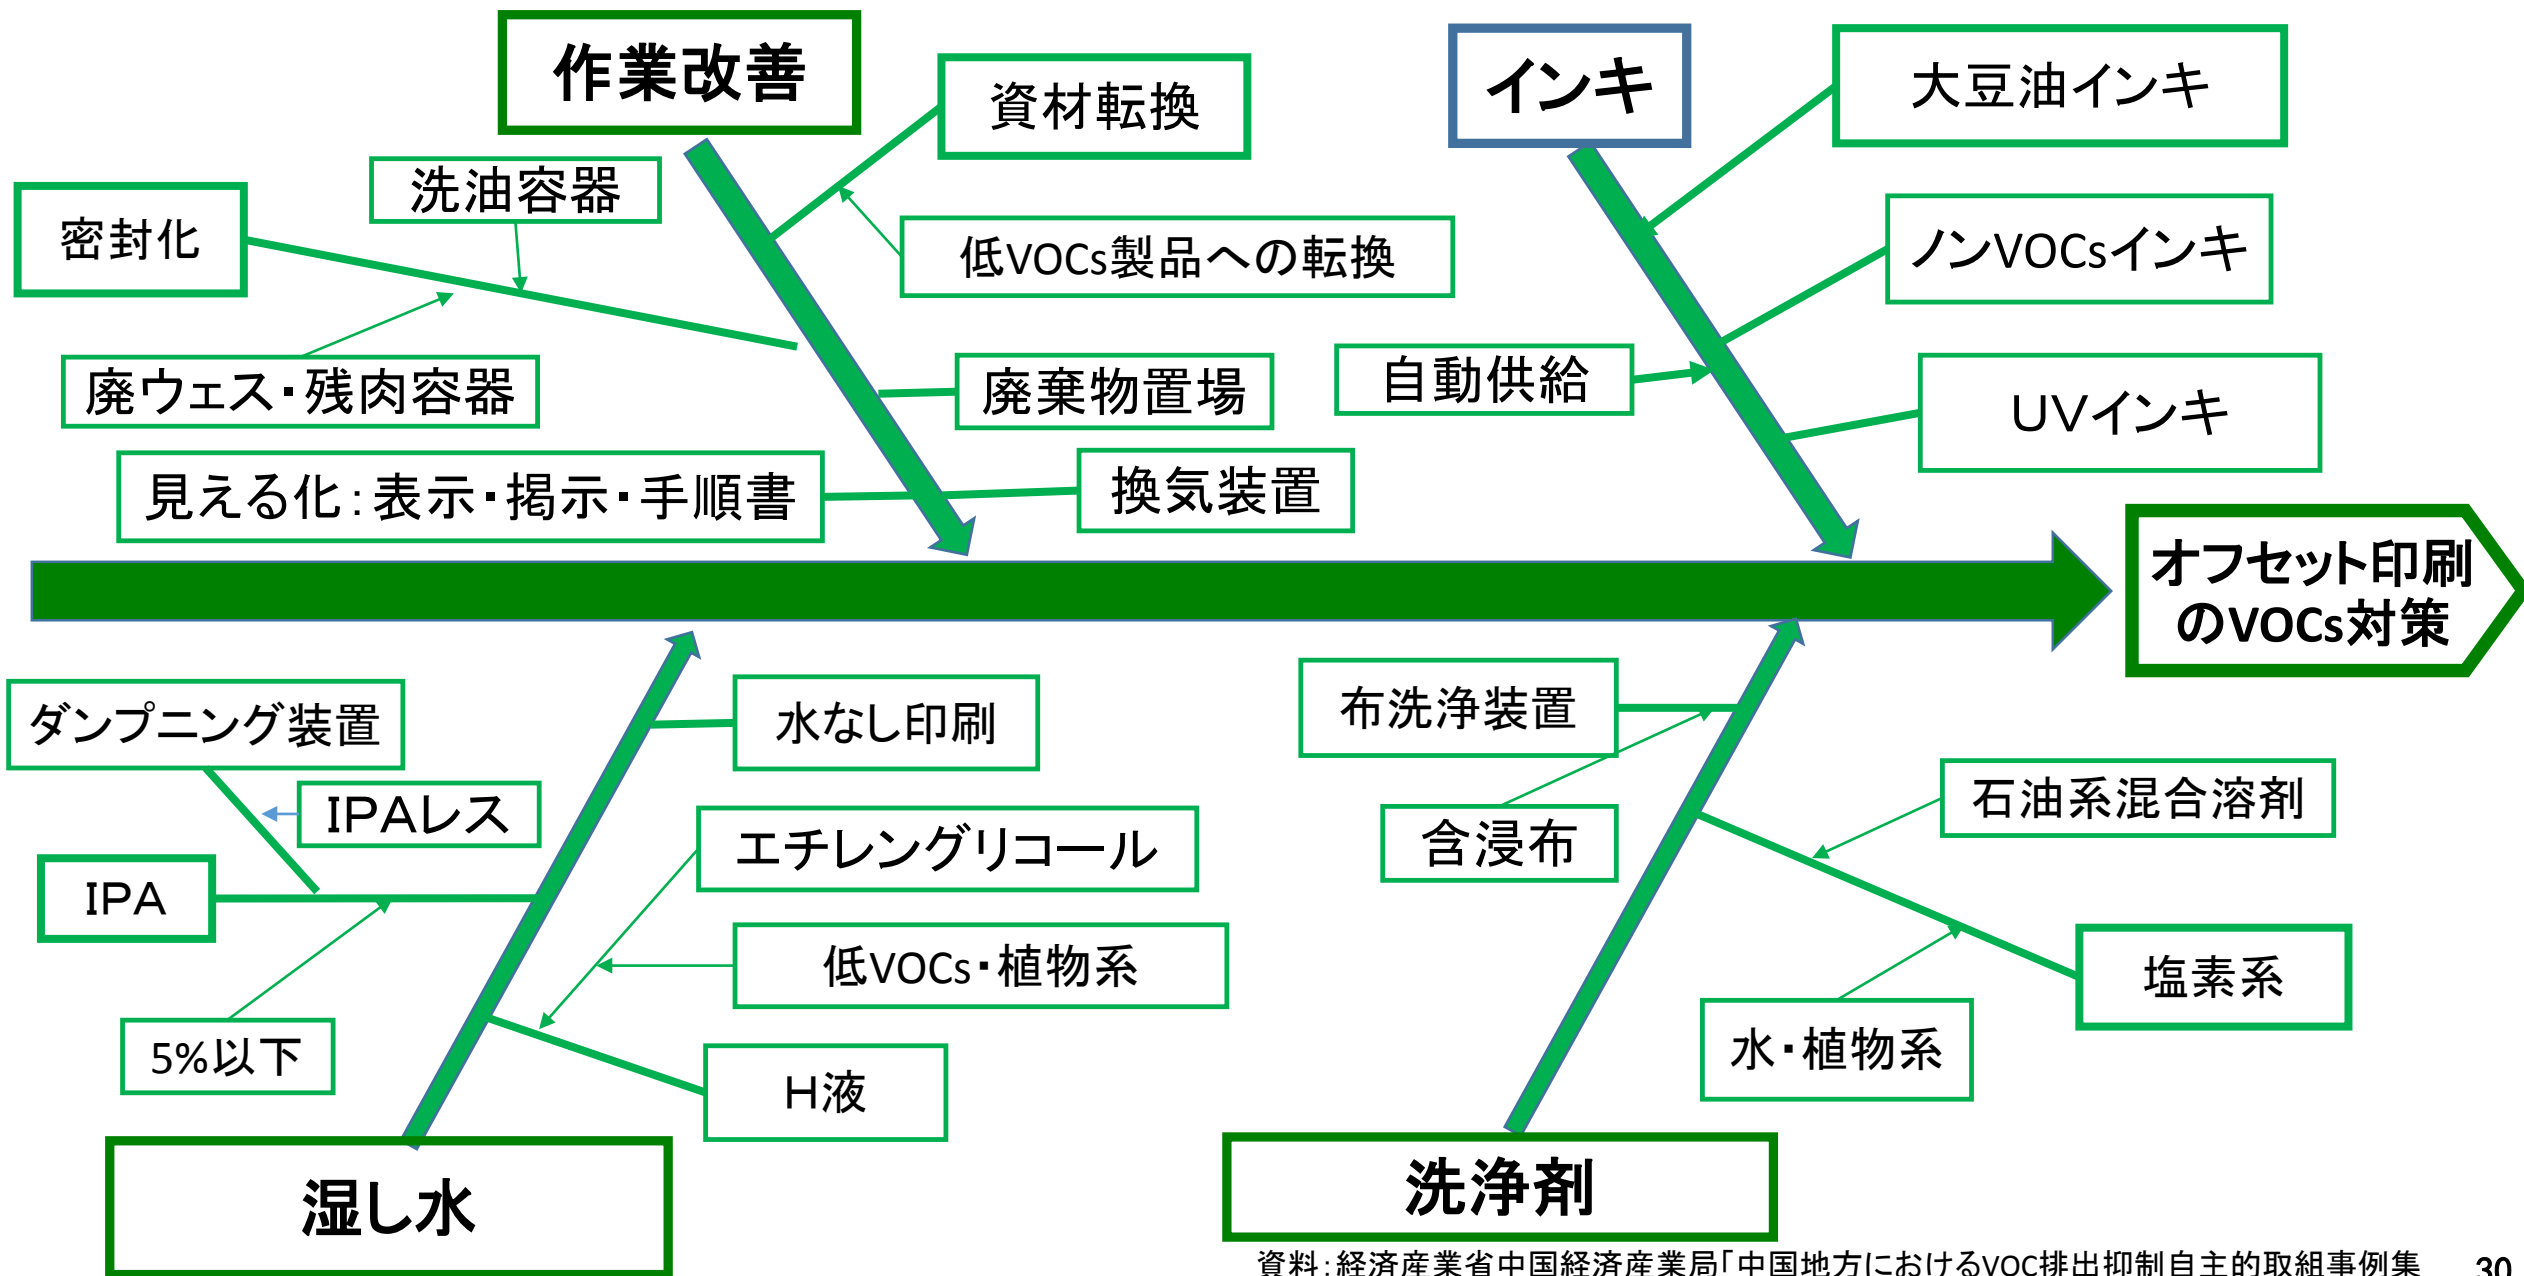 作業改善
インキ
資材転換
大豆油インキ
洗油容器
密封化
低VOCs製品への転換
ノンVOCsインキ
廃ウェス・残肉容器
廃棄物置場
自動供給
UVインキ
見える化：表示・掲示・手順書
換気装置
オフセット印刷
のVOCs対策
ダンプニング装置
水なし印刷
布洗浄装置
IPAレス
石油系混合溶剤
エチレングリコール
含浸布
IPA
低VOCs・植物系
塩素系
5%以下
H液
水・植物系
湿し水
洗浄剤
資料：経済産業省中国経済産業局「中国地方におけるVOC排出抑制自主的取組事例集
30